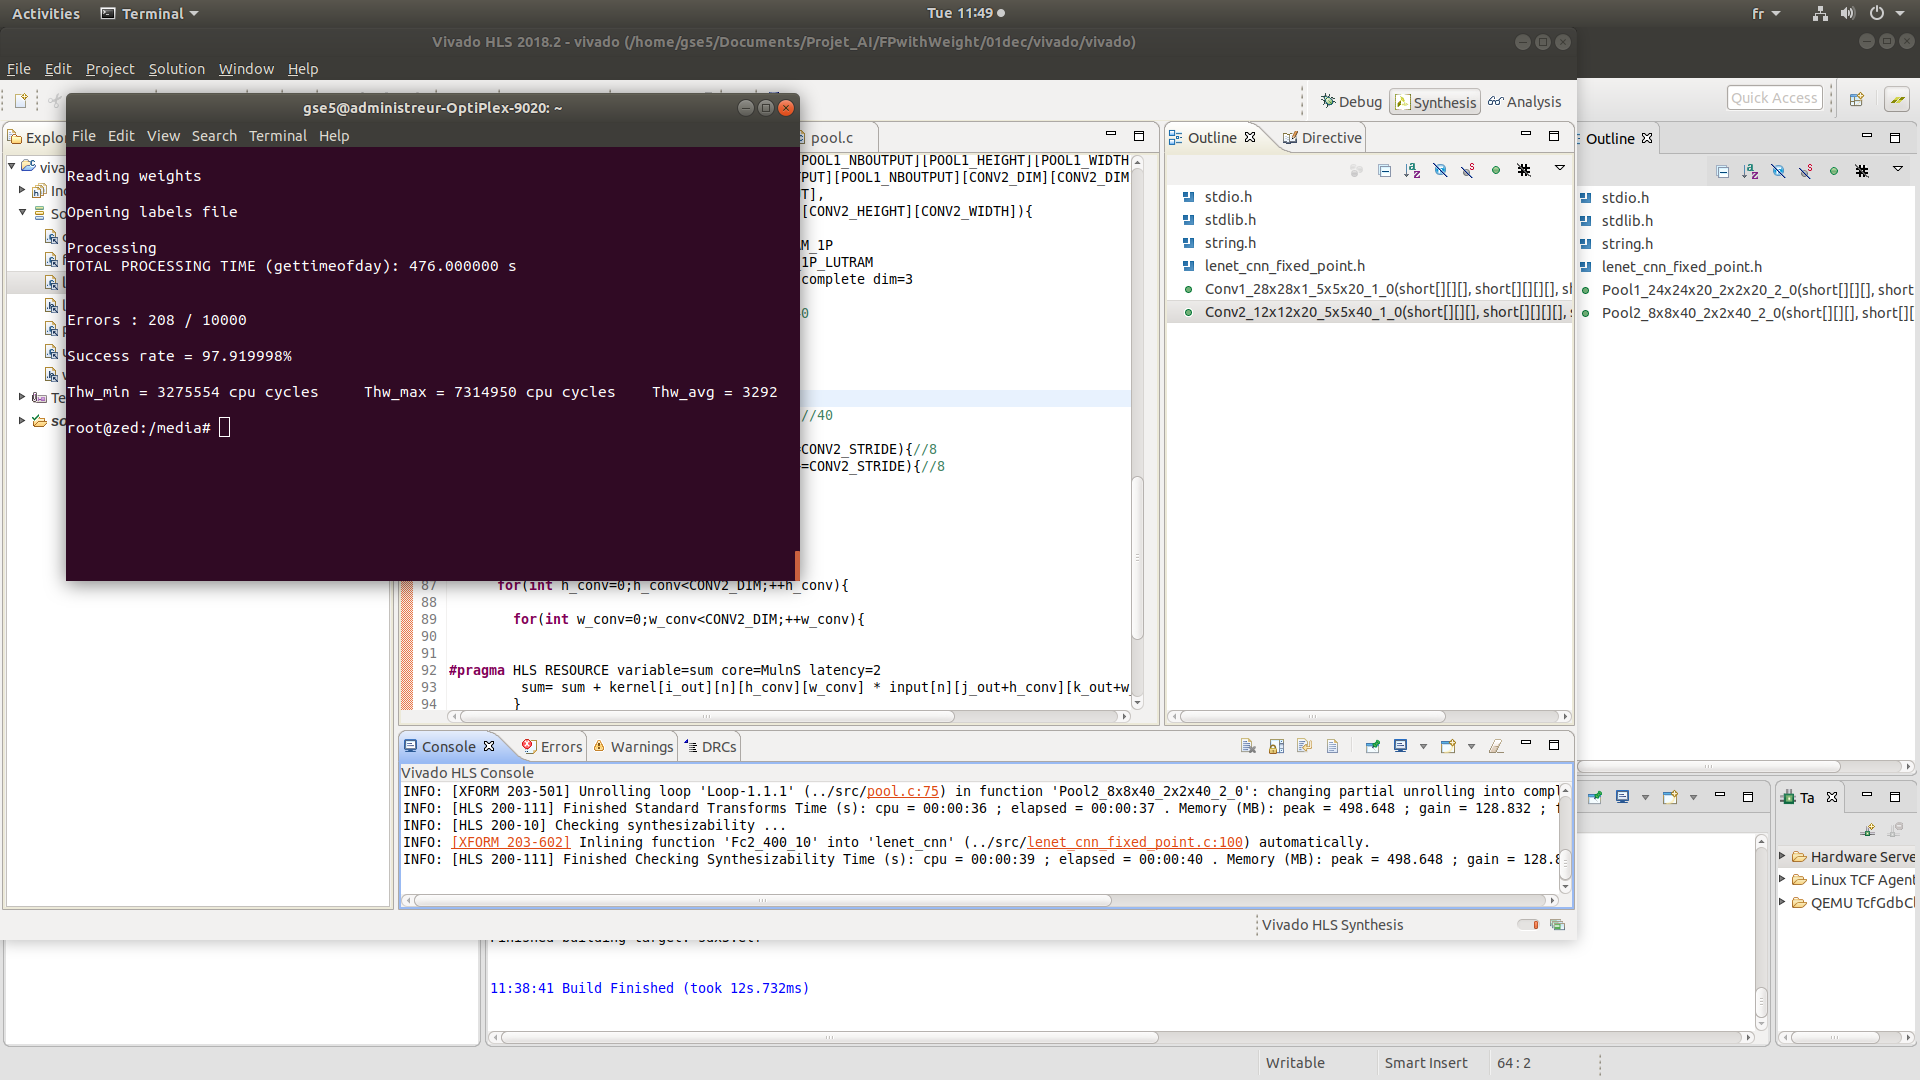 Activities Terminal Tue 11:49 fr
Vivado HLS 2018.2 - vivado (/home/gse5/Documents/Projet_AI/FPwithWeight/01dec/vivado/vivado)
File Edit Project Solution Window Help
Debug Synthesis Analysis Quick Access
gse5@administreur-OptiPlex-9020: ~
File Edit View Search Terminal Help
Reading weights
Opening labels file
Processing
TOTAL PROCESSING TIME (gettimeofday): 476.000000 s
Errors : 208 / 10000
Success rate = 97.919998%
Thw_min = 3275554 cpu cycles Thw_max = 7314950 cpu cycles Thw_avg = 3292
root@zed:/media#
pool.c
[POOL1_NBOUTPUT][POOL1_HEIGHT][POOL1_WIDTH
PUT][POOL1_NBOUTPUT][CONV2_DIM][CONV2_DIM
T],
[CONV2_HEIGHT][CONV2_WIDTH]){
M_1P
1P_LUTRAM
complete dim=3
0
//40
=CONV2_STRIDE){//8
+=CONV2_STRIDE){//8
87 for(int h_conv=0;h_conv<CONV2_DIM;++h_conv){
88
89 for(int w_conv=0;w_conv<CONV2_DIM;++w_conv){
90
91
92 #pragma HLS RESOURCE variable=sum core=MulnS latency=2
93 sum= sum + kernel[i_out][n][h_conv][w_conv] * input[n][j_out+h_conv][k_out+w_
94 }
Outline Directive
stdio.h
stdlib.h
string.h
lenet_cnn_fixed_point.h
Conv1_28x28x1_5x5x20_1_0(short[][][], short[][][][], sh
Conv2_12x12x20_5x5x40_1_0(short[][][], short[][][][], s
Outline
stdio.h
stdlib.h
string.h
lenet_cnn_fixed_point.h
Pool1_24x24x20_2x2x20_2_0(short[][][], short
Pool2_8x8x40_2x2x40_2_0(short[][][], short[][]
Console Errors Warnings DRCs
Vivado HLS Console
INFO: [XFORM 203-501] Unrolling loop 'Loop-1.1.1' (../src/pool.c:75) in function 'Pool2_8x8x40_2x2x40_2_0': changing partial unrolling into compl
INFO: [HLS 200-111] Finished Standard Transforms Time (s): cpu = 00:00:36 ; elapsed = 00:00:37 . Memory (MB): peak = 498.648 ; gain = 128.832 ; f
INFO: [HLS 200-10] Checking synthesizability ...
INFO: [XFORM 203-602] Inlining function 'Fc2_400_10' into 'lenet_cnn' (../src/lenet_cnn_fixed_point.c:100) automatically.
INFO: [HLS 200-111] Finished Checking Synthesizability Time (s): cpu = 00:00:39 ; elapsed = 00:00:40 . Memory (MB): peak = 498.648 ; gain = 128.8
Vivado HLS Synthesis
Ta
Hardware Serve
Linux TCF Agent
QEMU TcfGdbCl
11:38:41 Build Finished (took 12s.732ms)
Writable Smart Insert 64 : 2